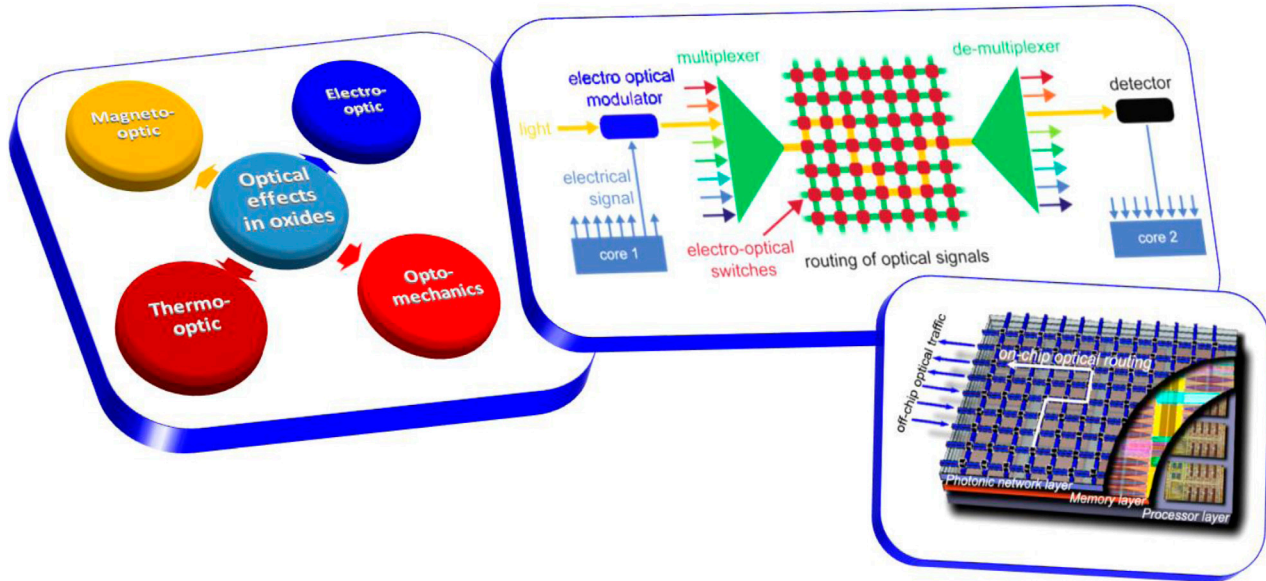 Magneto-
optic
Electro-
optic
Optical
effects
in oxides
Thermo-
optic
Opto-
mechanics
multiplexer
de-multiplexer
electro optical
modulator
detector
light
electrical
signal
core 1
core 2
electro-optical
switches
routing of optical signals
off-chip optical traffic
on-chip optical routing
Photonic network layer
Memory layer
Processor layer